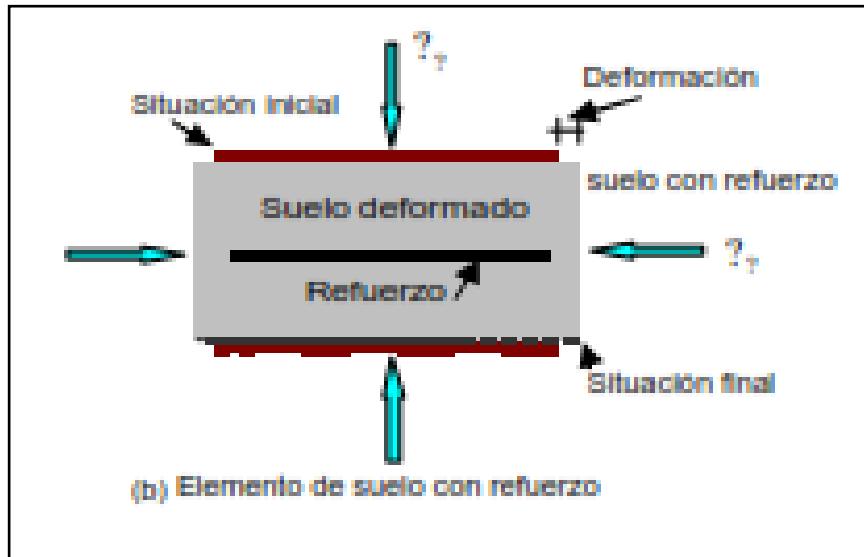 ??
Deformación
Situación inicial
suelo con refuerzo
Suelo deformado
??
Refuerzo
Situación final
(b) Elemento de suelo con refuerzo